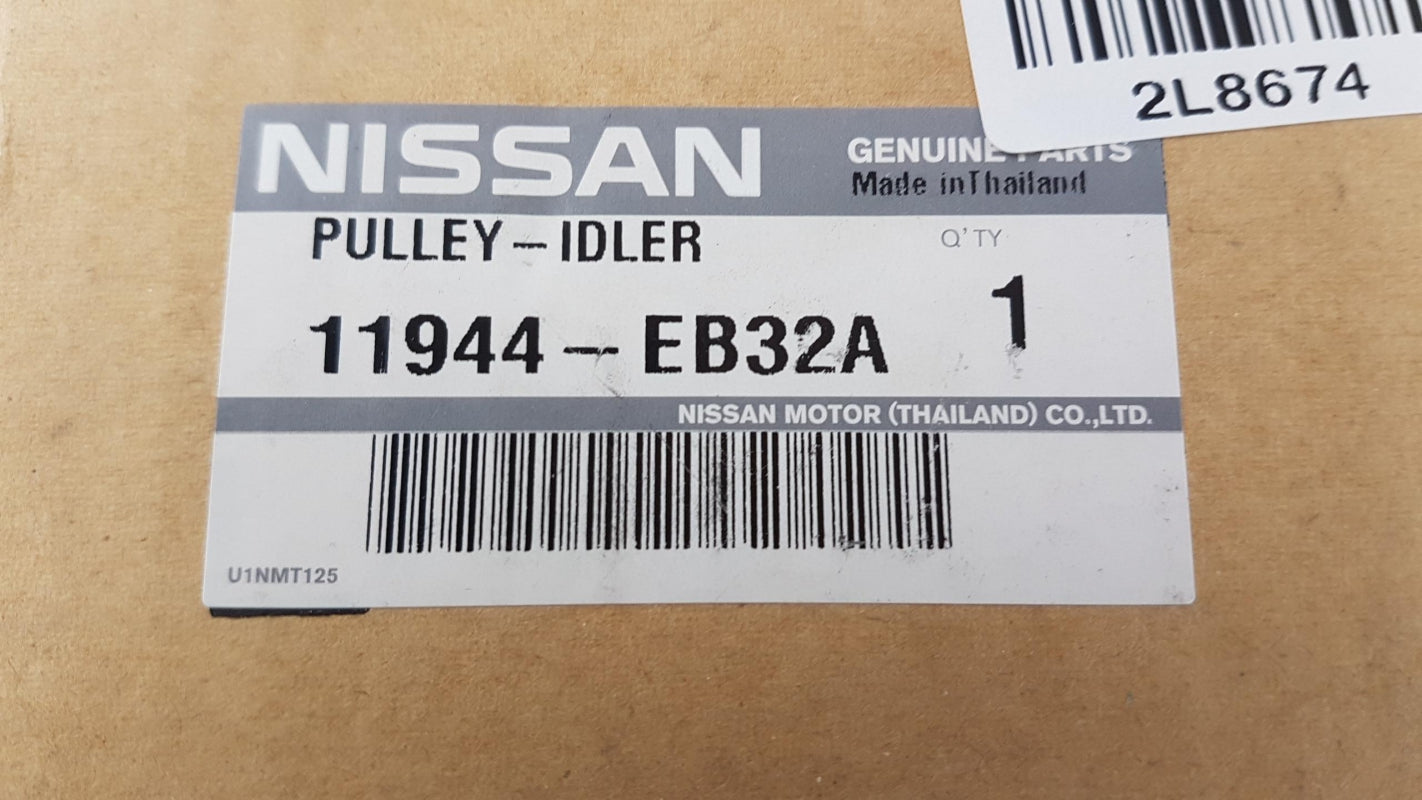 2L8674
NISSAN
GENUINE PARTS
Made inThailand
PULLEY-IDLER
Q'TY
11944-EB32A
1
NISSAN MOTOR (THAILAND) CO.,LTD.
U1NMT125